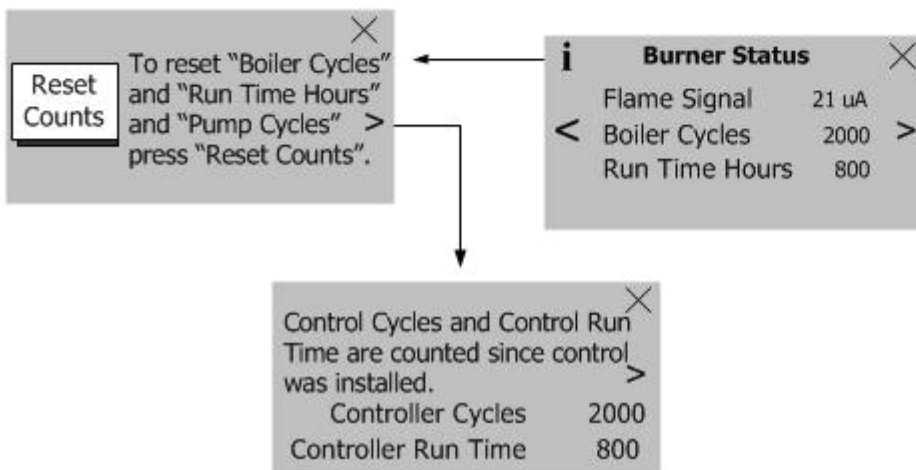 Reset
Counts
To reset “Boiler Cycles”
and “Run Time Hours”
and “Pump Cycles” >
press “Reset Counts”.
i Burner Status
Flame Signal 21 uA
< Boiler Cycles 2000 >
Run Time Hours 800
Control Cycles and Control Run
Time are counted since control
was installed. >
Controller Cycles 2000
Controller Run Time 800